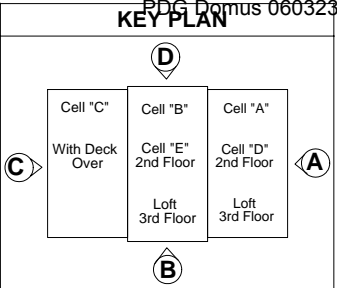 PDG Domus 060323
KEY PLAN
D
Cell "C"
With Deck
Over
Cell "B"
Cell "E"
2nd Floor
Loft
3rd Floor
Cell "A"
Cell "D"
2nd Floor
Loft
3rd Floor
C
A
B